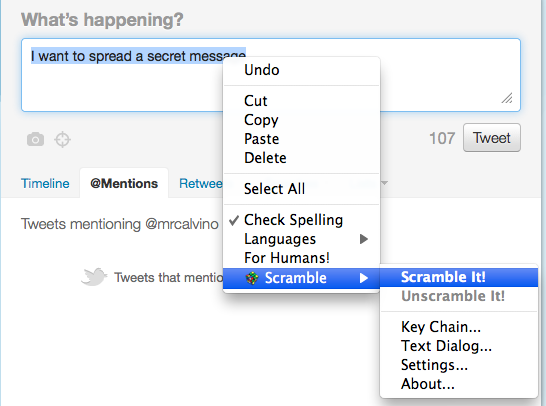 What's happening?
I want to spread a secret message
107 Tweet
Timeline @Mentions
Tweets mentioning @mrcalvino
Tweets that
Undo
Cut
Copy
Paste
Delete
Select All
✓ Check Spelling
Languages
For Humans!
Scramble
Scramble It!
Unscramble It!
Key Chain...
Text Dialog...
Settings...
About...